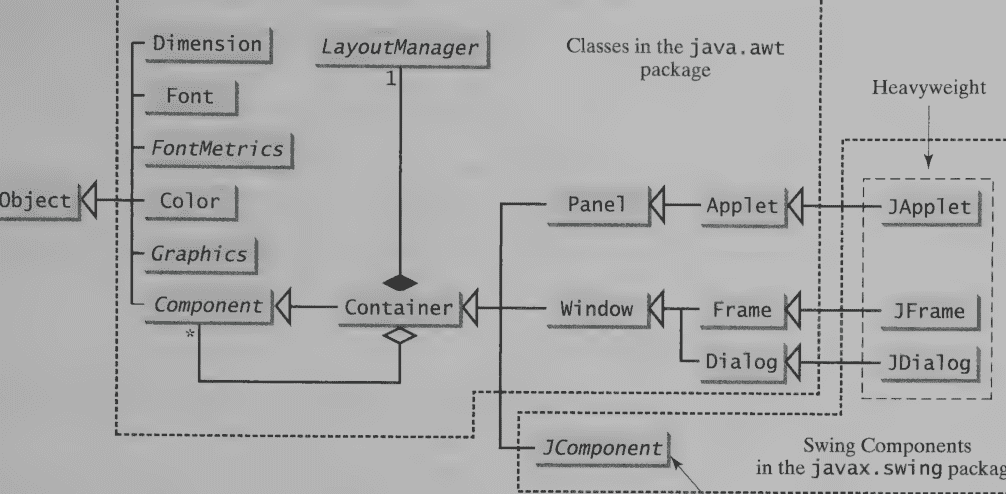 Dimension
LayoutManager
Classes in the java.awt
package
1
Font
Heavyweight
FontMetrics
Object
Color
Panel
Applet
JApplet
Graphics
Component
Container
Window
Frame
JFrame
*
Dialog
JDialog
JComponent
Swing Components
in the javax.swing packag